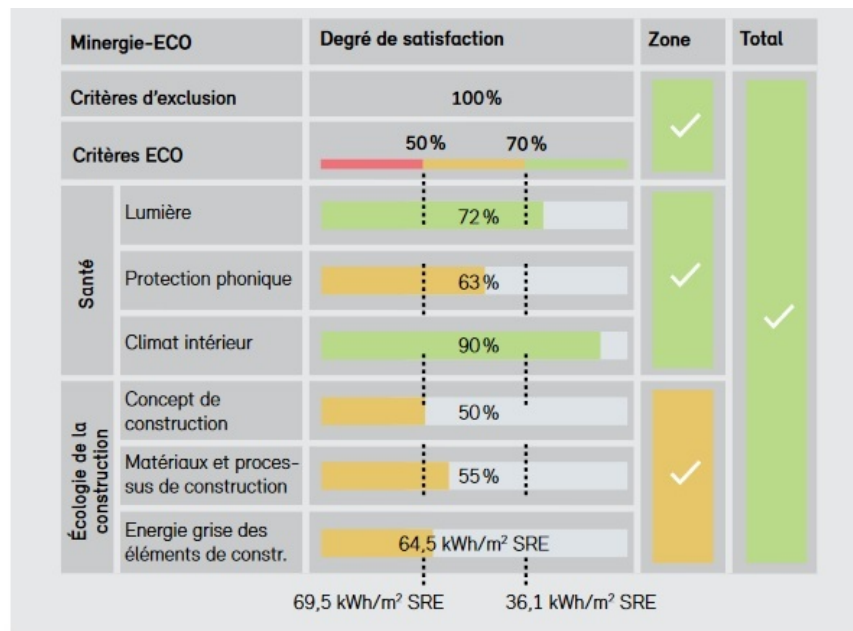 Minergie-ECO Degré de satisfaction Zone Total
Critères d'exclusion 100%
Critères ECO 50% 70%
Santé
Lumière 72%
Protection phonique 63%
Climat intérieur 90%
Écologie de la
construction
Concept de
construction 50%
Matériaux et proces-
sus de construction 55%
Energie grise des
éléments de constr. 64,5 kWh/m² SRE
69,5 kWh/m² SRE 36,1 kWh/m² SRE